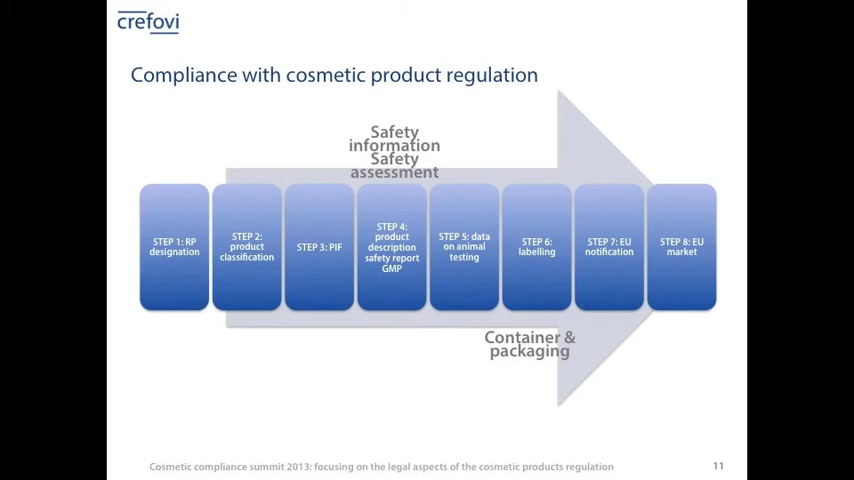 crefovi
Compliance with cosmetic product regulation
Safety
information
Safety
assessment
STEP 1: RP
designation
STEP 2:
product
classification
STEP 3: PIF
STEP 4:
product
description
safety report
GMP
STEP 5: data
on animal
testing
STEP 6:
labelling
STEP 7: EU
notification
STEP 8: EU
market
Container &
packaging
Cosmetic compliance summit 2013: focusing on the legal aspects of the cosmetic products regulation
11